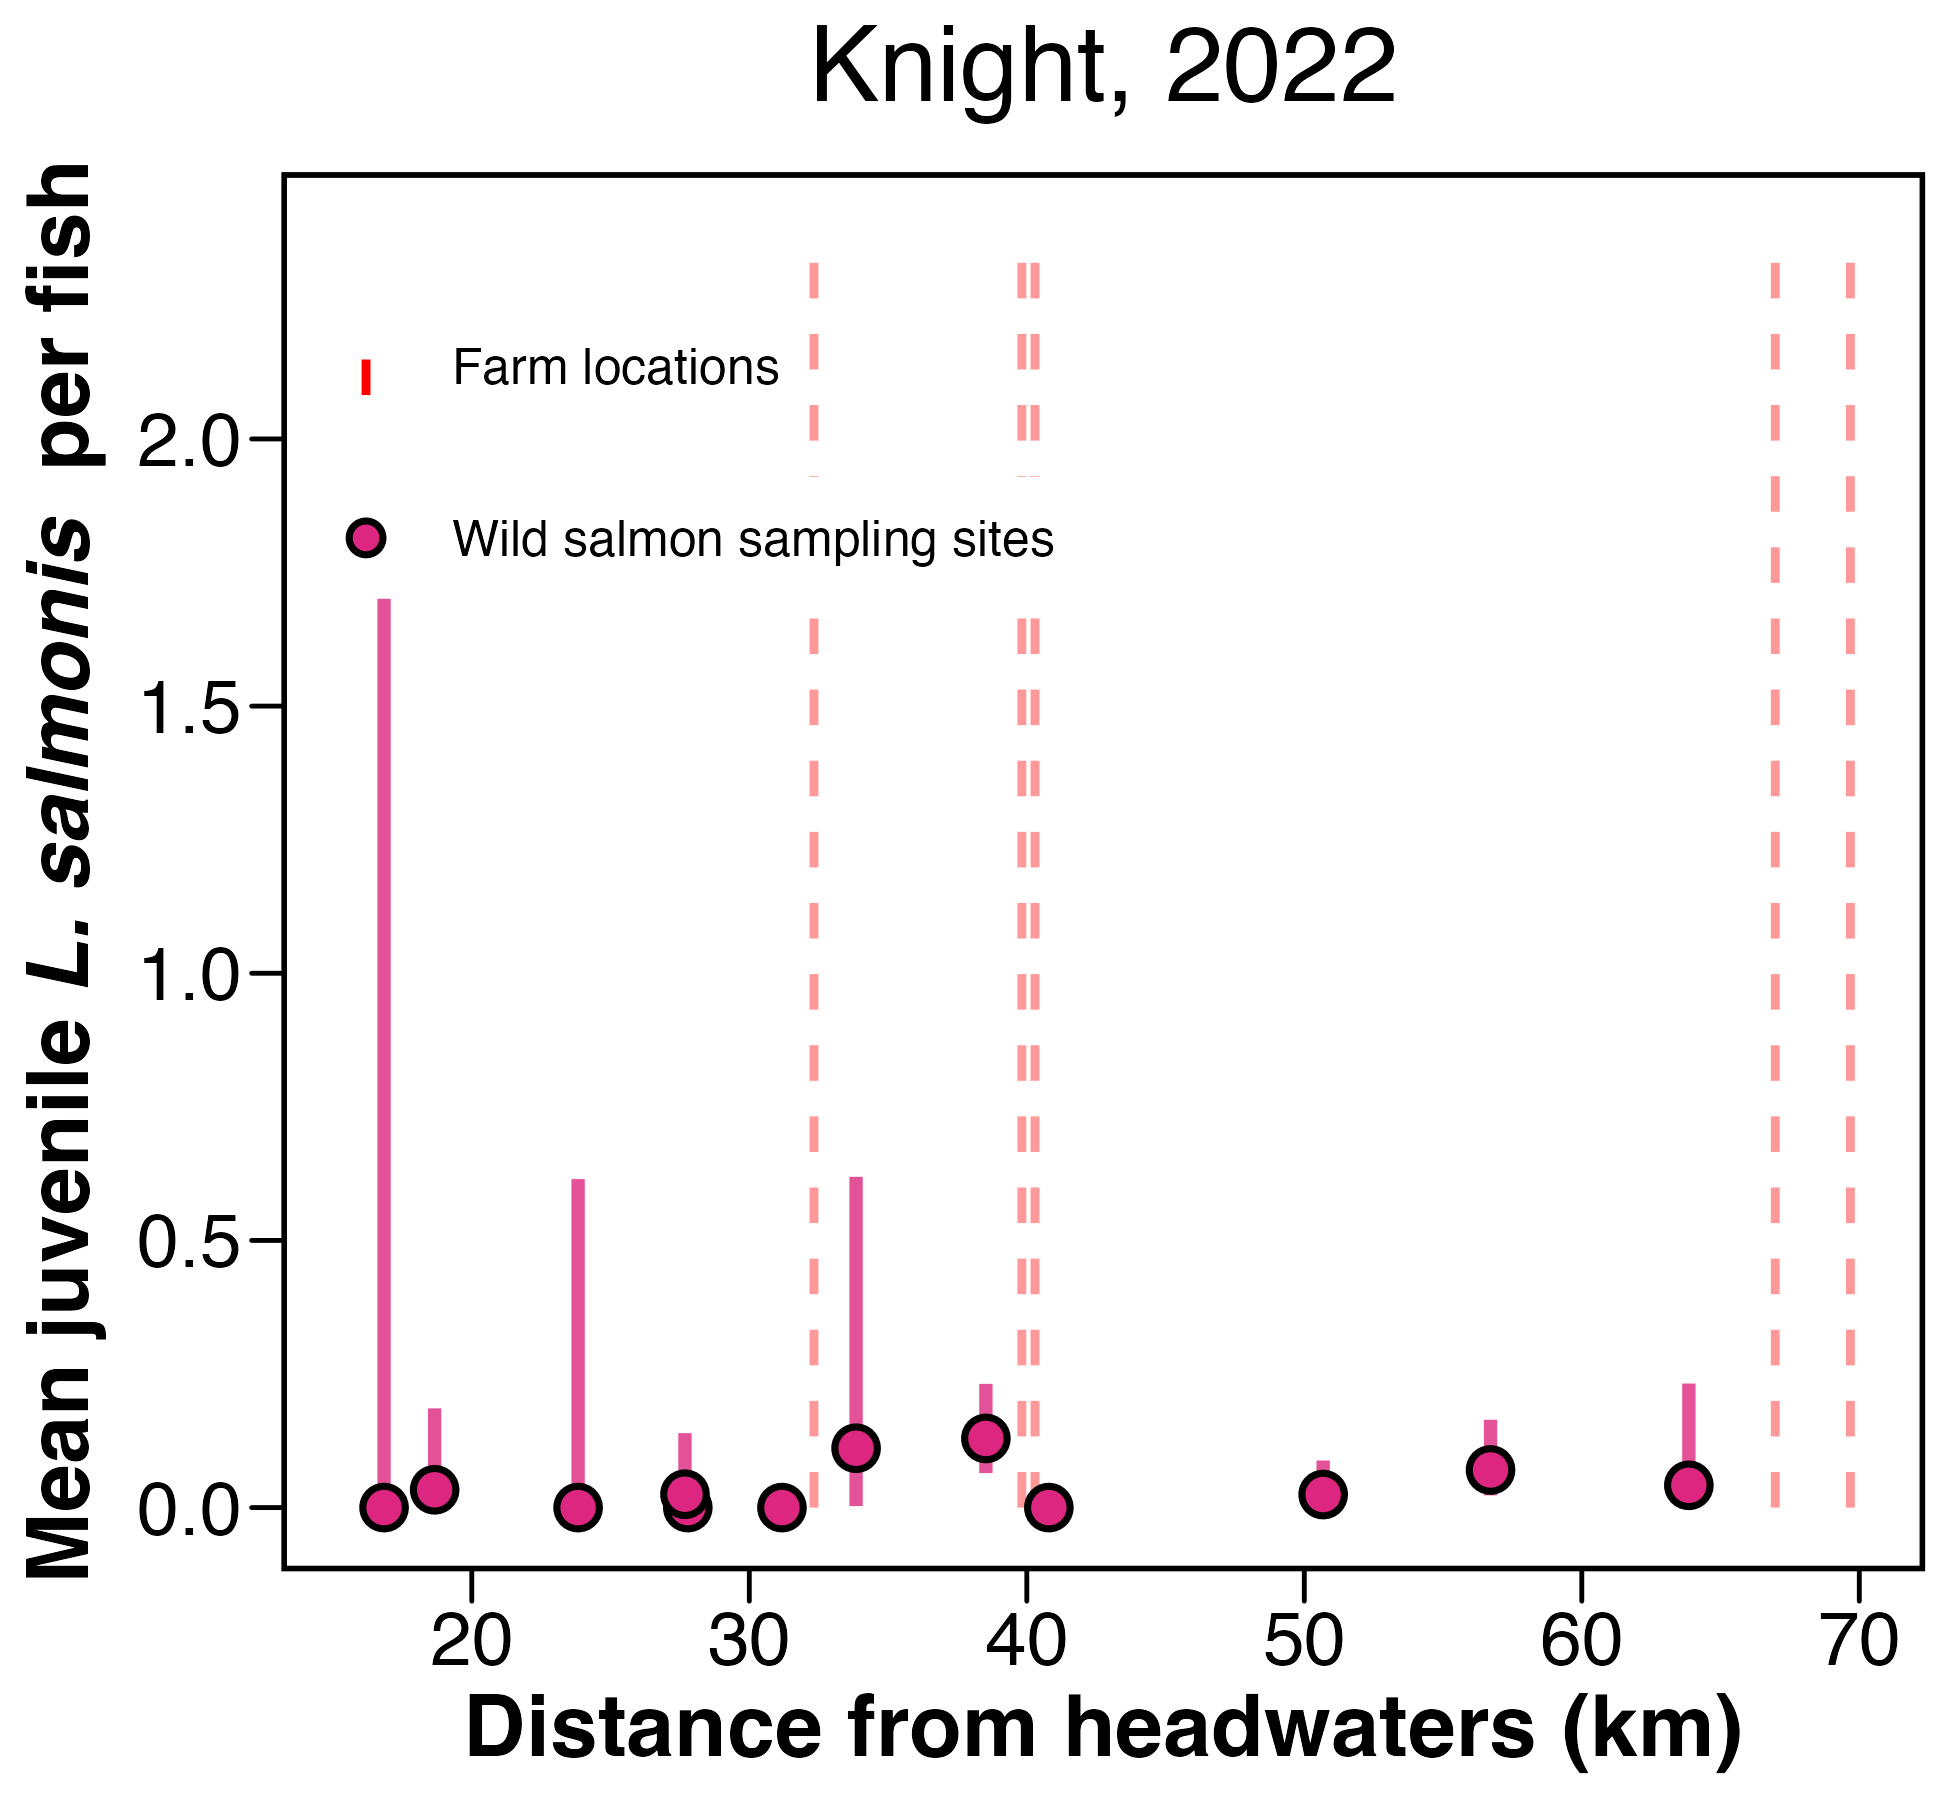 Knight, 2022
Mean juvenile L. salmonis per fish
Farm locations
Wild salmon sampling sites
2.0
1.5
1.0
0.5
0.0
20 30 40 50 60 70
Distance from headwaters (km)